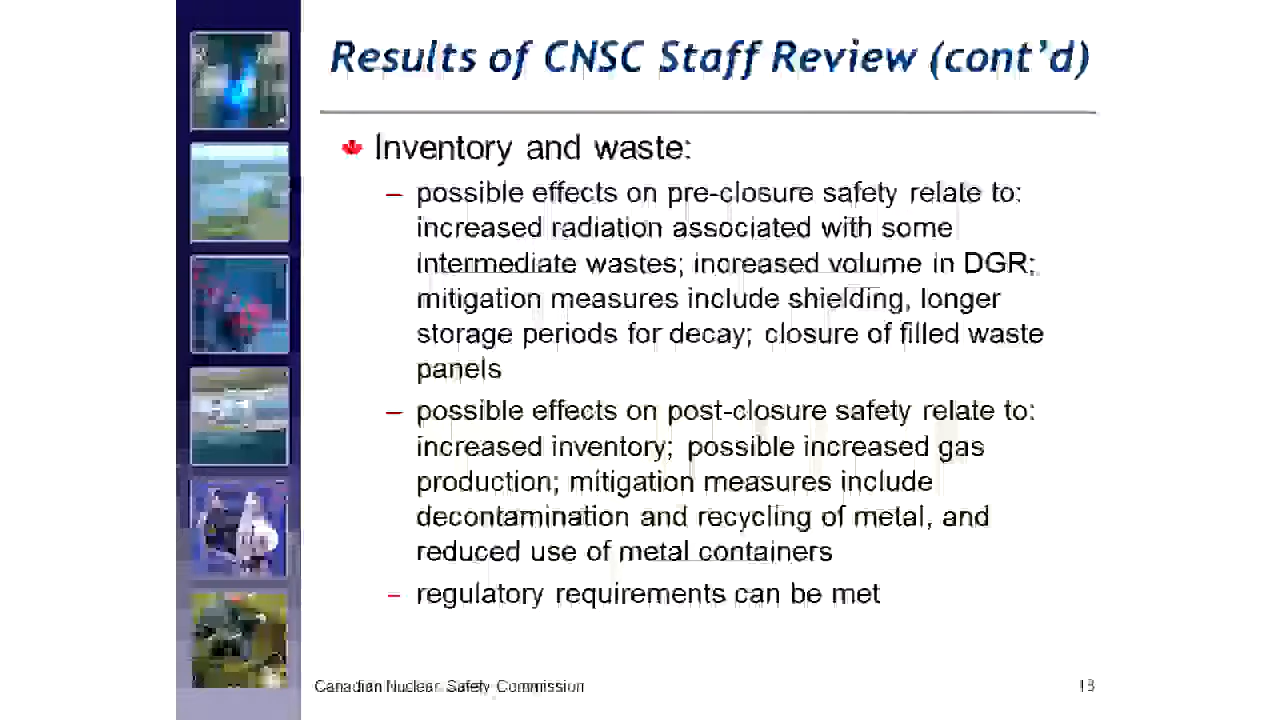 Results of CNSC Staff Review (cont’d)
Inventory and waste:
– possible effects on pre-closure safety relate to:
increased radiation associated with some
intermediate wastes; increased volume in DGR;
mitigation measures include shielding, longer
storage periods for decay; closure of filled waste
panels
– possible effects on post-closure safety relate to:
increased inventory; possible increased gas
production; mitigation measures include
decontamination and recycling of metal, and
reduced use of metal containers
– regulatory requirements can be met
Canadian Nuclear Safety Commission